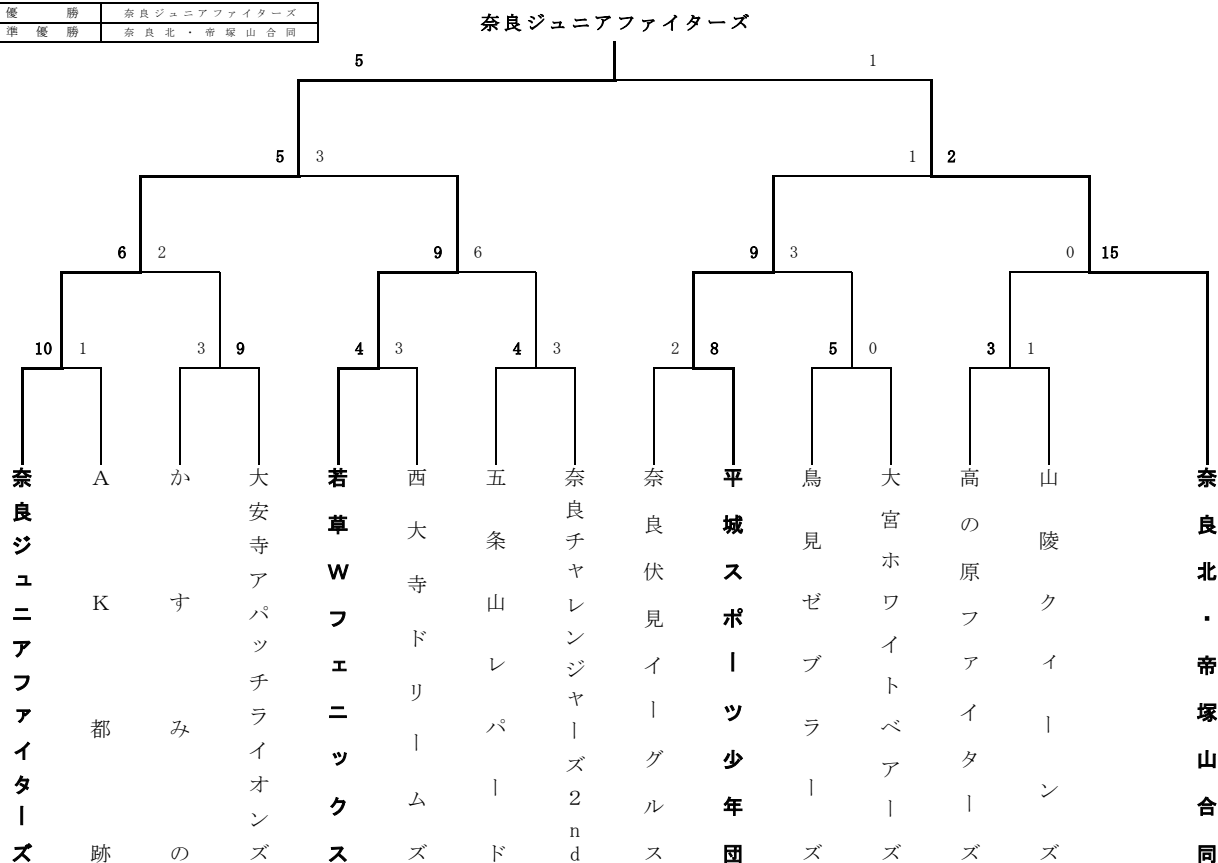 優勝 奈良ジュニアファイターズ
準優勝 奈良北・帝塚山合同
奈良ジュニアファイターズ
5 1
5 3 1 2
6 2 9 6 9 3 0 15
10 1 3 9 4 3 4 3 2 8 5 0 3 1
奈良ジュニアファイターズ
AK都跡
かすみの
大安寺アパッチライオンズ
若草Wフェニックス
西大寺ドリームズ
五条山レパード
奈良チャレンジャーズ2nd
奈良伏見イーグルス
平城スポーツ少年団
鳥見ゼブラーズ
大宮ホワイトベアーズ
高の原ファイターズ
山陵クィーンズ
奈良北・帝塚山合同